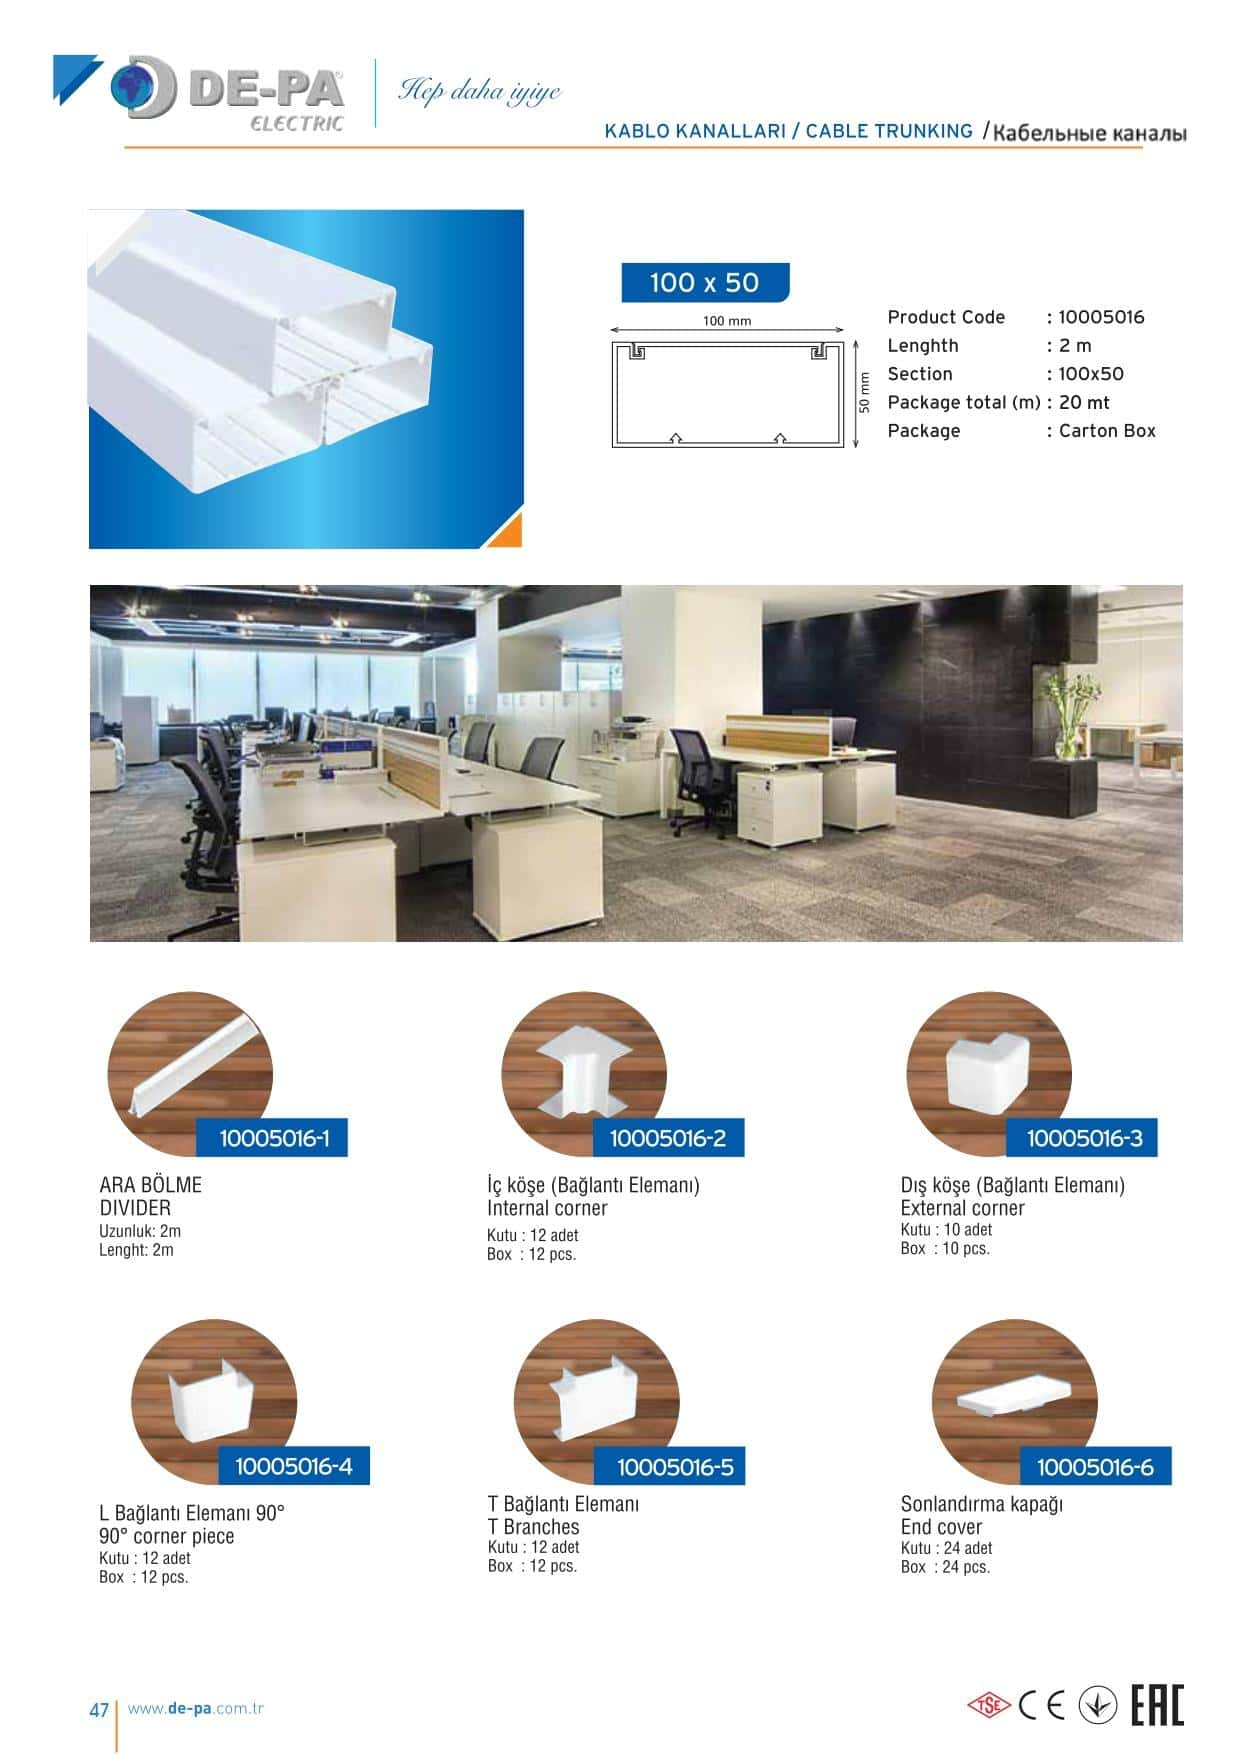 DE-PA
ELECTRIC
Hep daha iyiye
KABLO KANALLARI / CABLE TRUNKING / Кабельные каналы
100 x 50
100 mm
50 mm
Product Code : 10005016
Lenghth : 2 m
Section : 100x50
Package total (m) : 20 mt
Package : Carton Box
10005016-1
ARA BÖLME
DIVIDER
Uzunluk: 2m
Lenght: 2m
10005016-2
İç köşe (Bağlantı Elemanı)
Internal corner
Kutu : 12 adet
Box : 12 pcs.
10005016-3
Dış köşe (Bağlantı Elemanı)
External corner
Kutu : 10 adet
Box : 10 pcs.
10005016-4
L Bağlantı Elemanı 90°
90° corner piece
Kutu : 12 adet
Box : 12 pcs.
10005016-5
T Bağlantı Elemanı
T Branches
Kutu : 12 adet
Box : 12 pcs.
10005016-6
Sonlandırma kapağı
End cover
Kutu : 24 adet
Box : 24 pcs.
47
www.de-pa.com.tr
TSE CE EAC